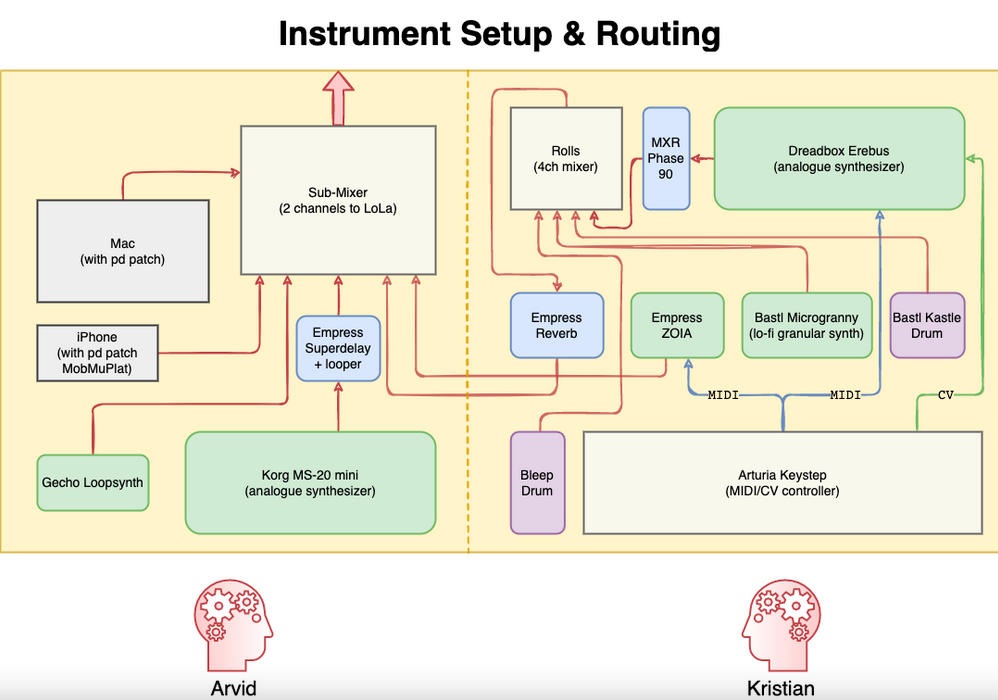 Instrument Setup & Routing
Sub-Mixer
(2 channels to LoLa)
Mac
(with pd patch)
iPhone
(with pd patch
MobMuPlat)
Empress
Superdelay
+ looper
Gecho Loopsynth
Korg MS-20 mini
(analogue synthesizer)
Rolls
(4ch mixer)
MXR
Phase
90
Dreadbox Erebus
(analogue synthesizer)
Empress
Reverb
Empress
ZOIA
Bastl Microgranny
(lo-fi granular synth)
Bastl Kastle
Drum
MIDI
MIDI
CV
Bleep
Drum
Arturia Keystep
(MIDI/CV controller)
Arvid
Kristian